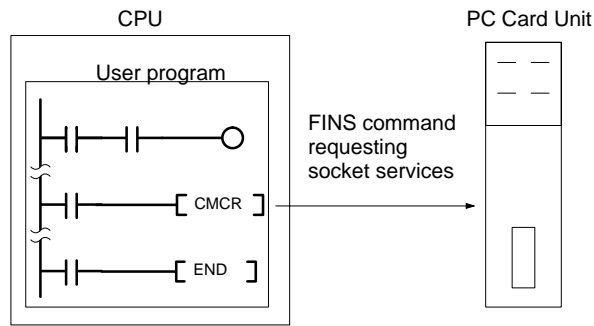 CPU
PC Card Unit
User program
FINS command
requesting
socket services
CMCR
END